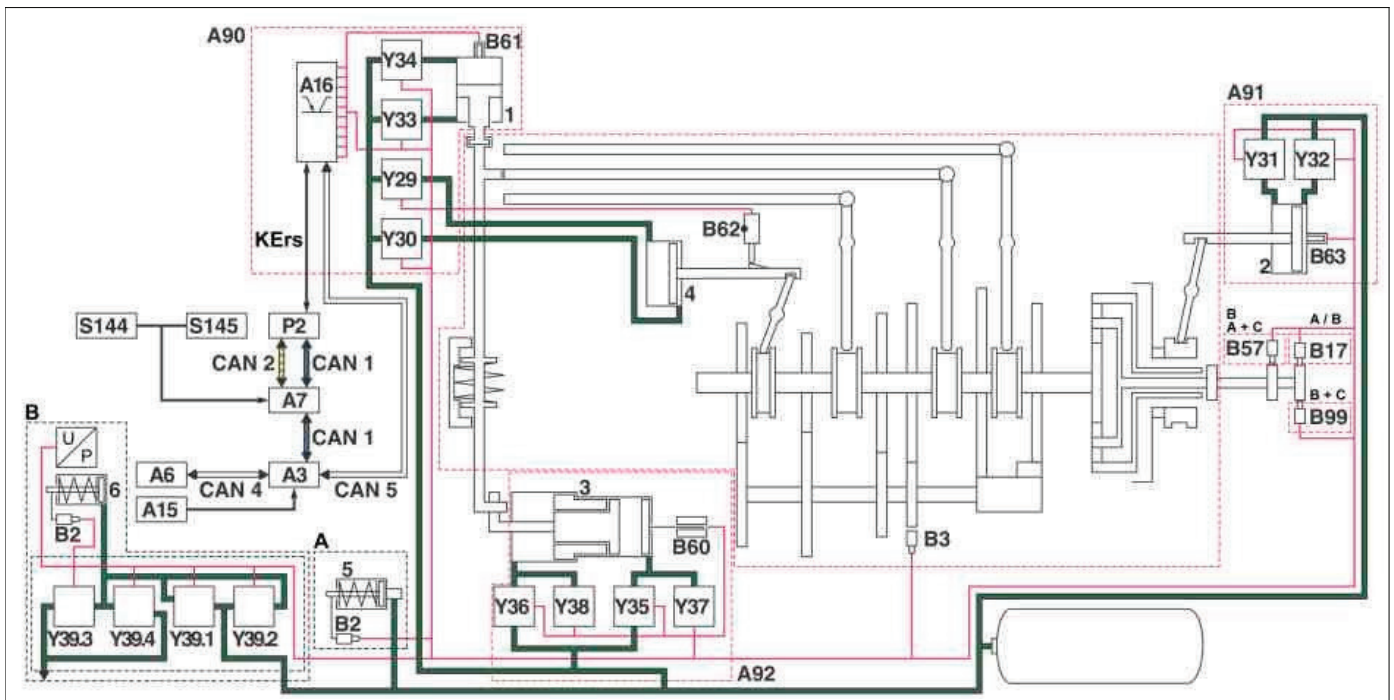 A90
B61
Y34
A16
1
Y33
A91
Y31
Y32
Y29
B62
KErs
Y30
B63
2
4
S144
S145
P2
B
A + C
A / B
B57
B17
CAN 2
CAN 1
A7
B + C
B99
B
CAN 1
U
P
A6
A3
6
CAN 4
CAN 5
3
A15
B2
A
B60
B3
5
Y36
Y38
Y35
Y37
B2
Y39.3
Y39.4
Y39.1
Y39.2
A92